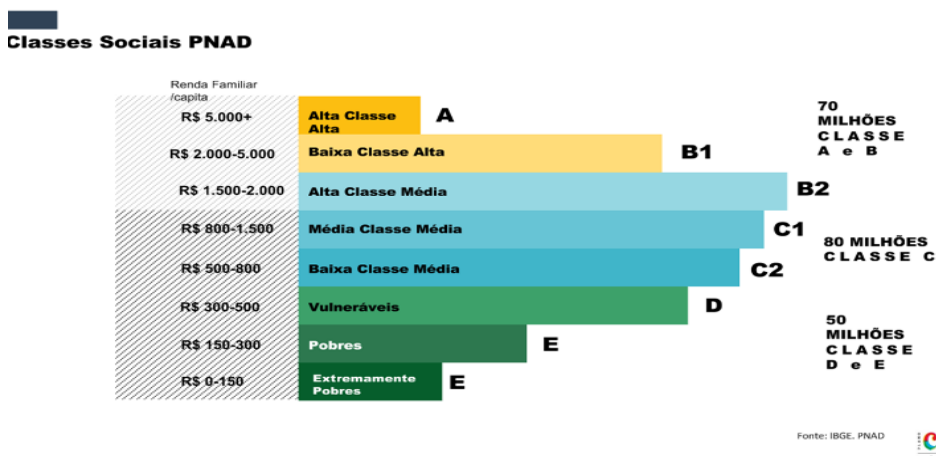 Classes Sociais PNAD
Renda Familiar
/capita
R$ 5.000+
Alta Classe
Alta
A
R$ 2.000-5.000
Baixa Classe Alta
B1
R$ 1.500-2.000
Alta Classe Média
B2
R$ 800-1.500
Média Classe Média
C1
R$ 500-800
Baixa Classe Média
C2
R$ 300-500
Vulneráveis
D
R$ 150-300
Pobres
E
R$ 0-150
Extremamente
Pobres
E
70
MILHÕES
CLASSE
A e B
80 MILHÕES
CLASSE C
50
MILHÕES
CLASSE
D e E
Fonte: IBGE. PNAD